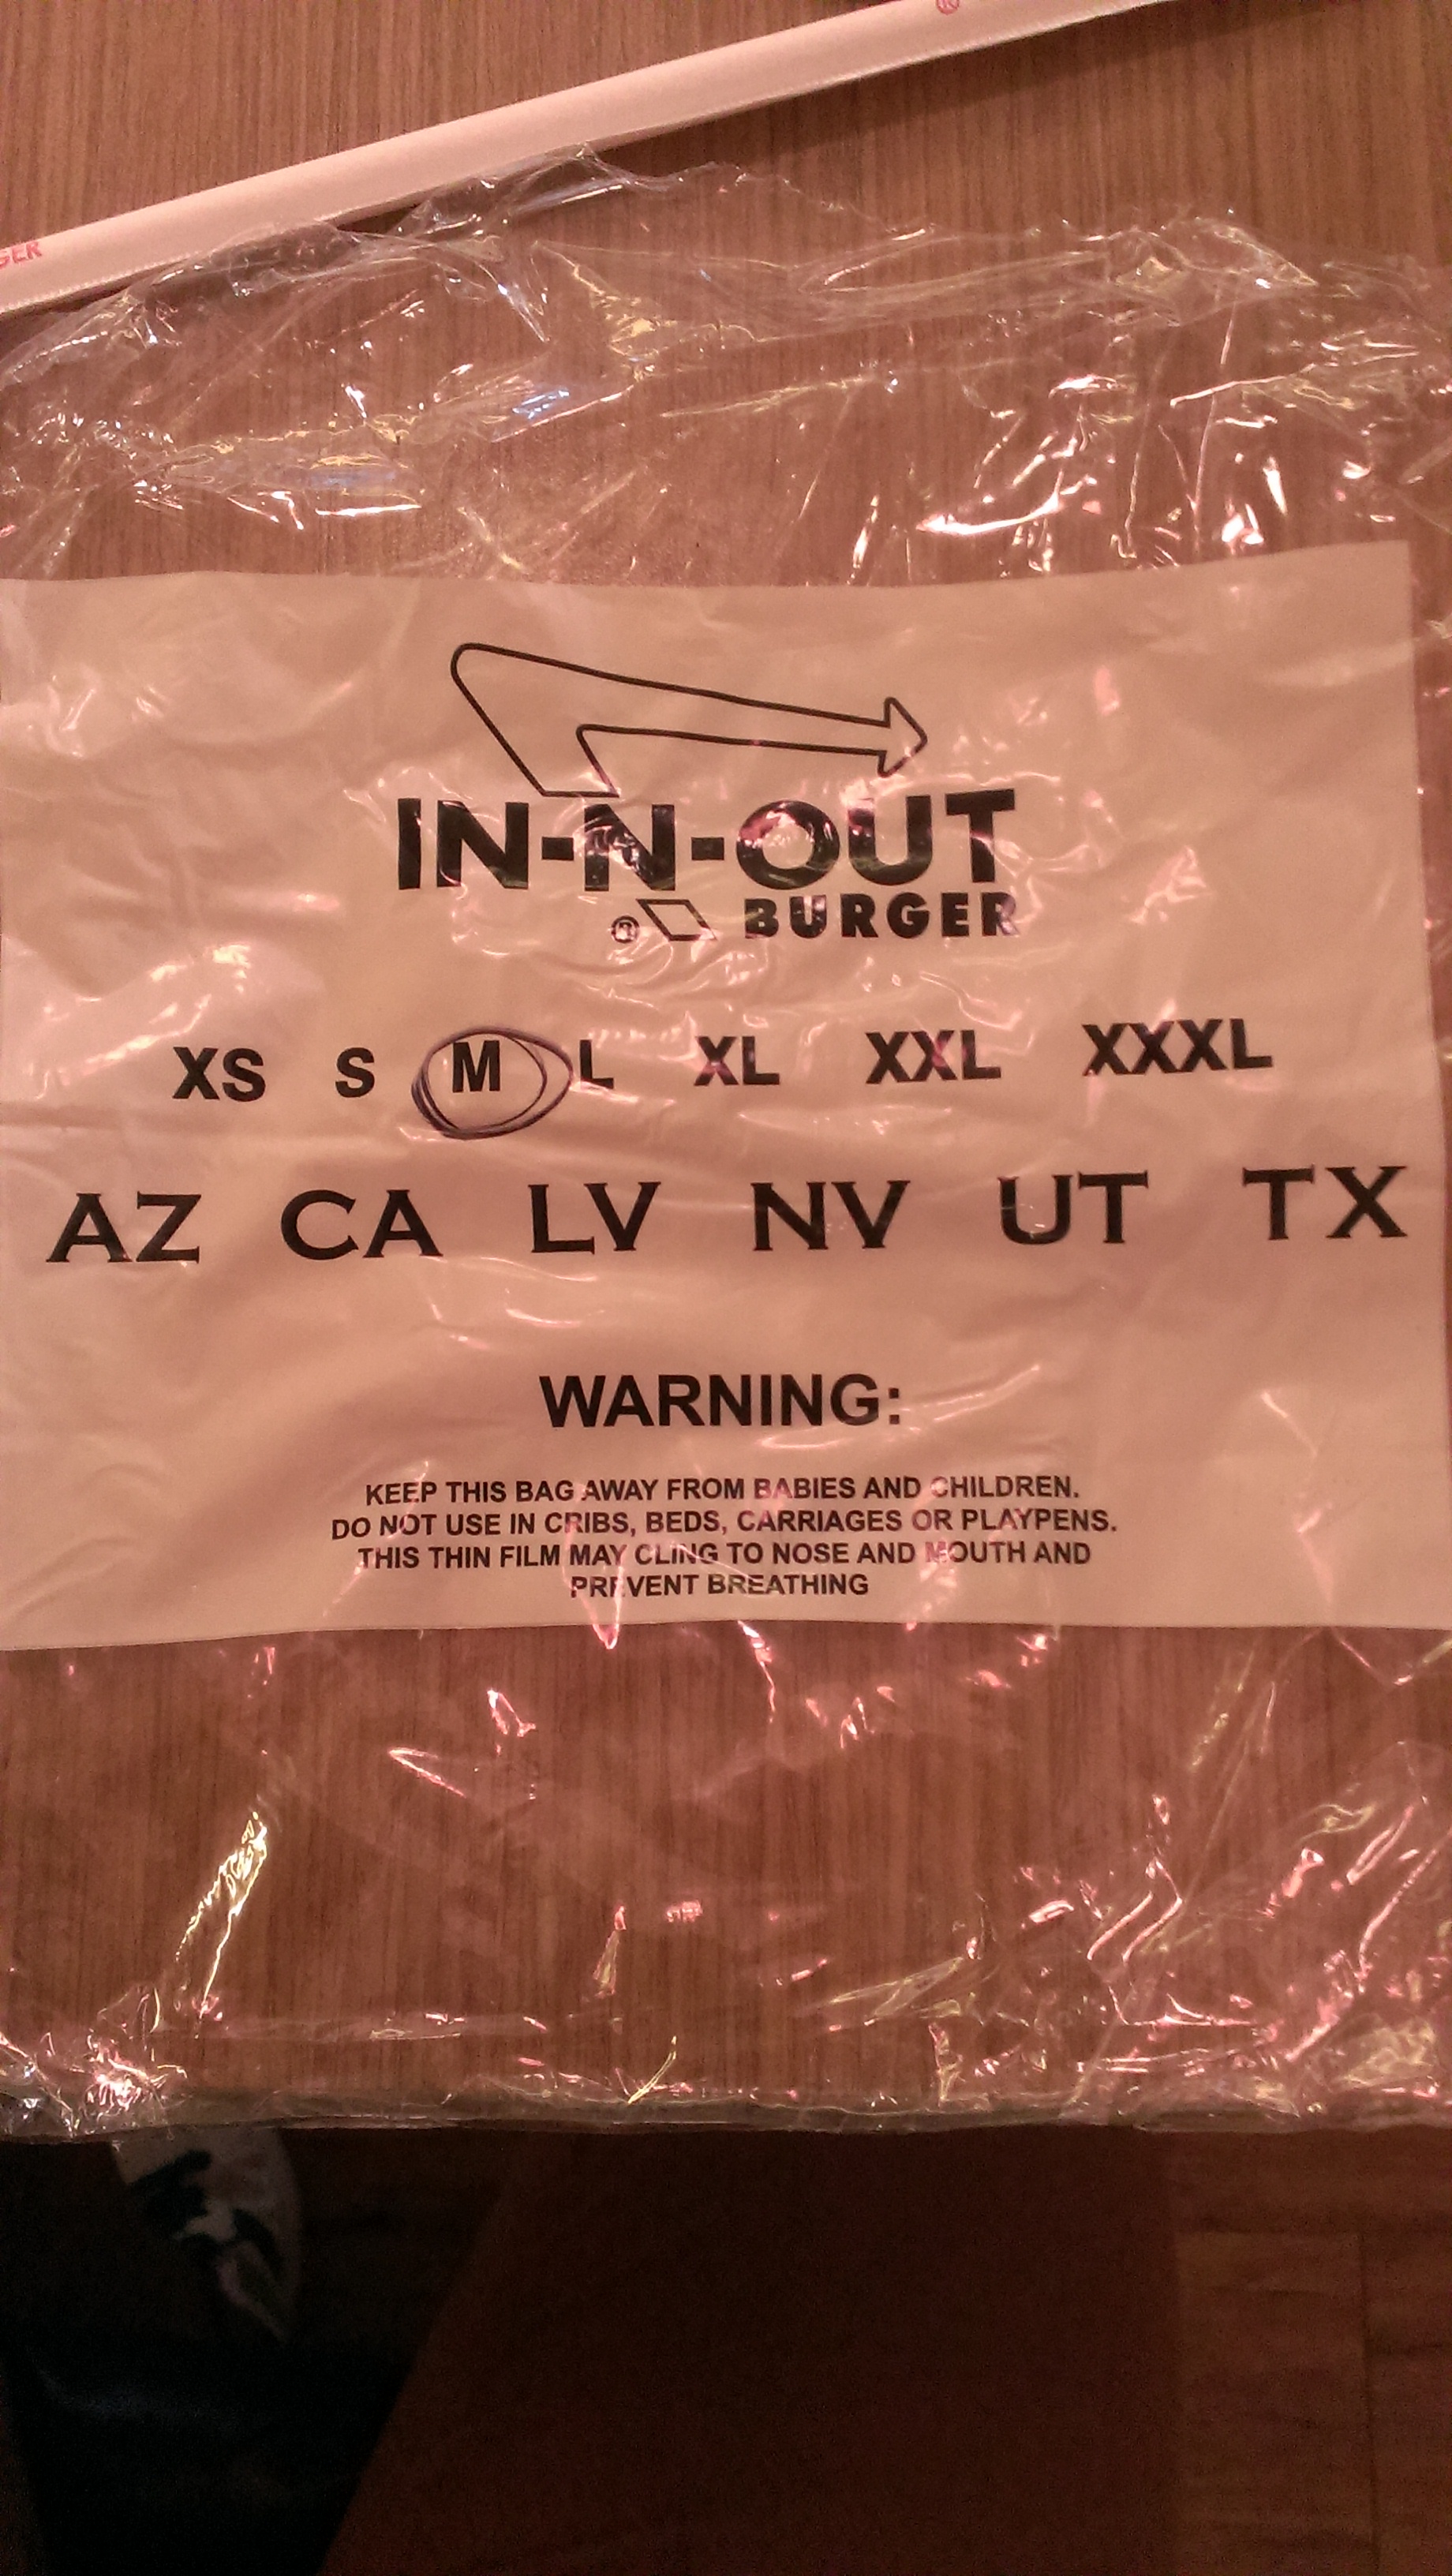 ®
GER
IN-N-OUT
® BURGER
XS S M L XL XXL XXXL
AZ CA LV NV UT TX
WARNING:
KEEP THIS BAG AWAY FROM BABIES AND CHILDREN.
DO NOT USE IN CRIBS, BEDS, CARRIAGES OR PLAYPENS.
THIS THIN FILM MAY CLING TO NOSE AND MOUTH AND
PREVENT BREATHING